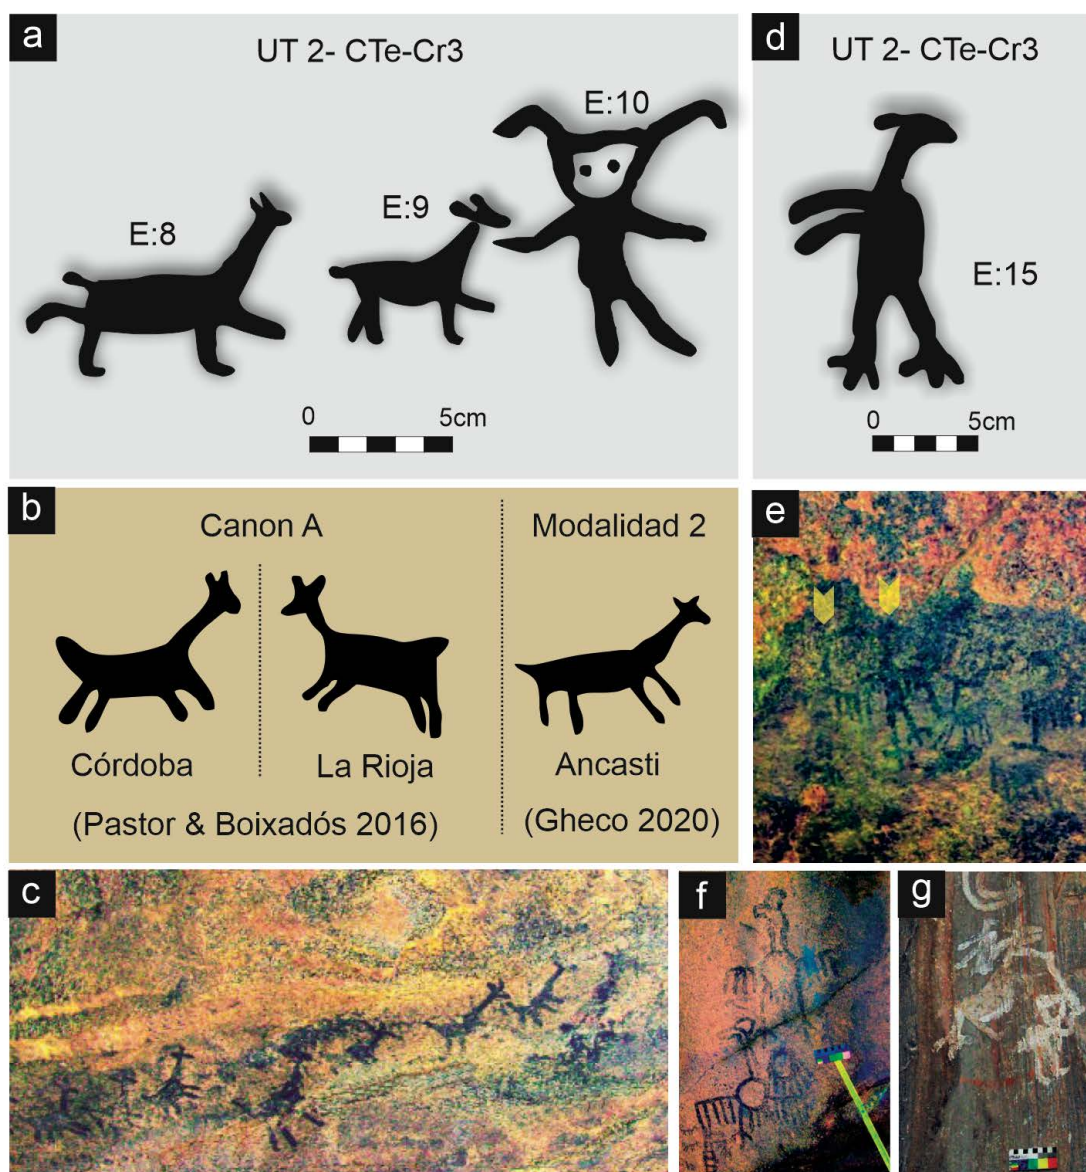 a
UT 2- CTe-Cr3
E:8
E:9
E:10
0 5cm
d
UT 2- CTe-Cr3
E:15
0 5cm
b
Canon A
Modalidad 2
Córdoba
La Rioja
Ancasti
(Pastor & Boixadós 2016)
(Gheco 2020)
e
c
f
g